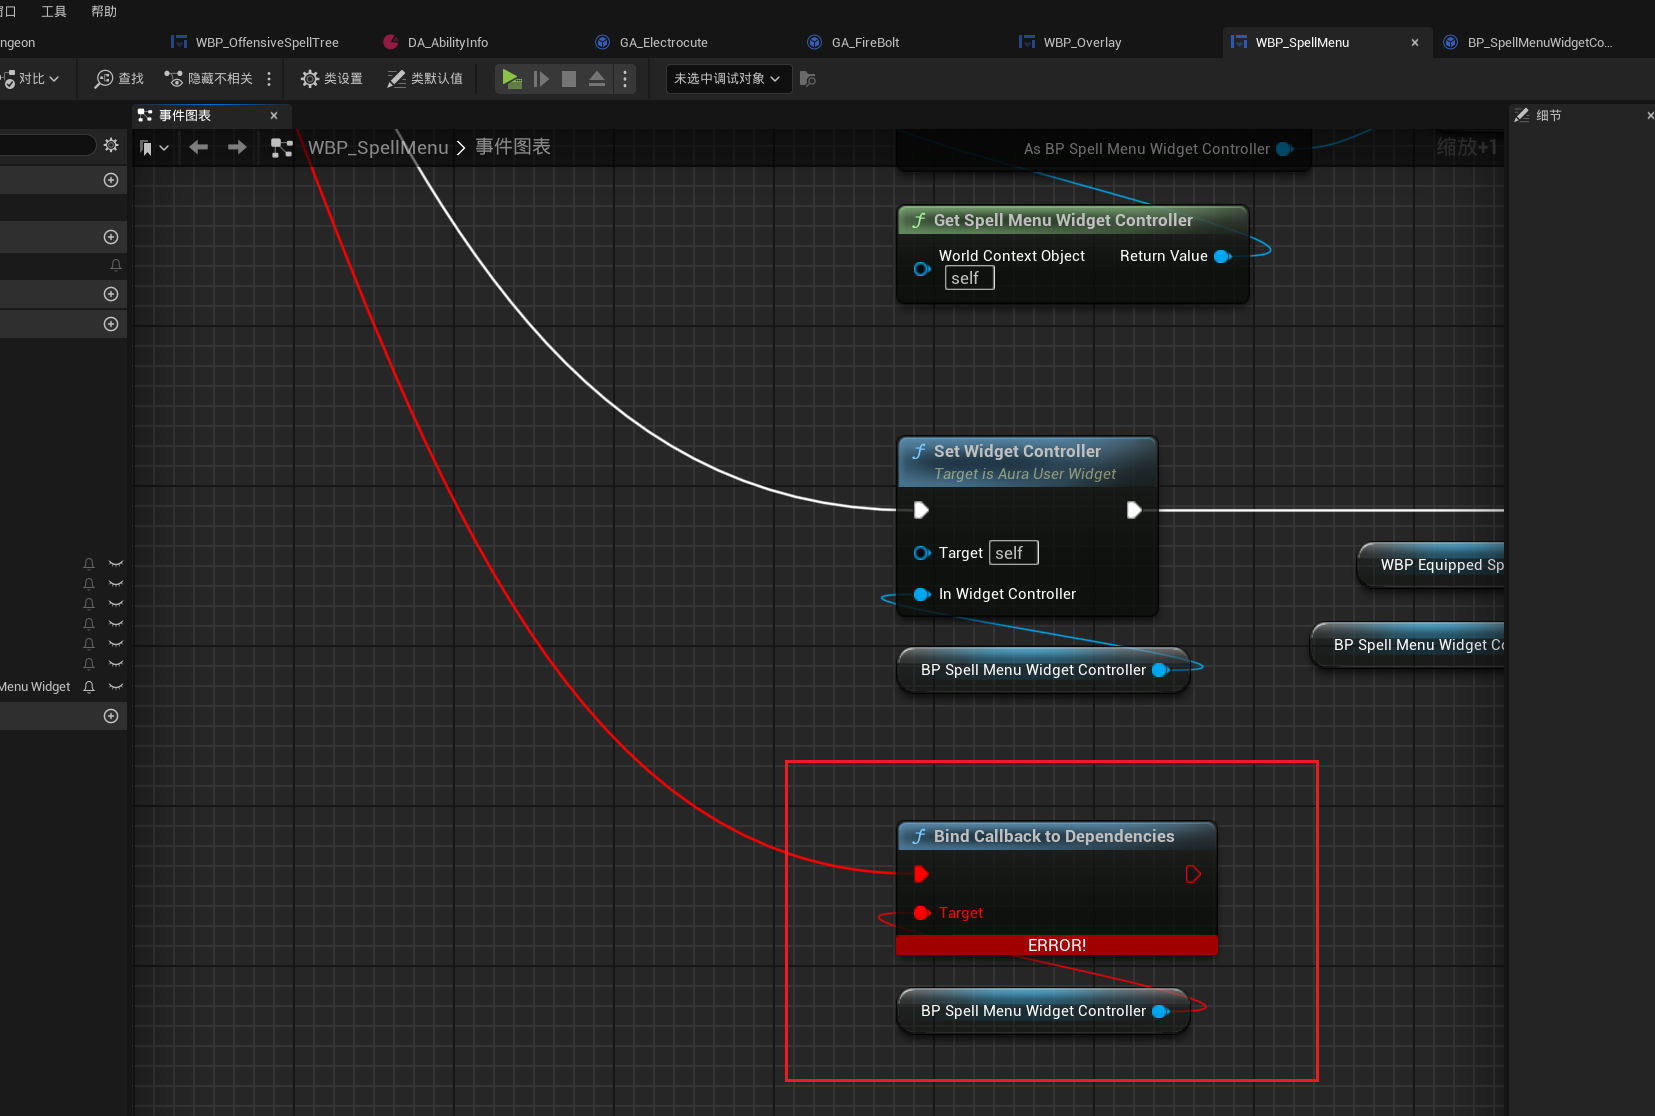 窗口 工具 帮助
ngeon WBP_OffensiveSpellTree DA_AbilityInfo GA_Electrocute GA_FireBolt WBP_Overlay WBP_SpellMenu × BP_SpellMenuWidgetCo...
对比 查找 隐藏不相关 类设置 类默认值 未选中调试对象
事件图表 × 细节 ×
WBP_SpellMenu > 事件图表 缩放+1
As BP Spell Menu Widget Controller
f Get Spell Menu Widget Controller
World Context Object Return Value
self
f Set Widget Controller
Target is Aura User Widget
Target self
In Widget Controller
WBP Equipped Sp
BP Spell Menu Widget Co
BP Spell Menu Widget Controller
Menu Widget
f Bind Callback to Dependencies
Target
ERROR!
BP Spell Menu Widget Controller